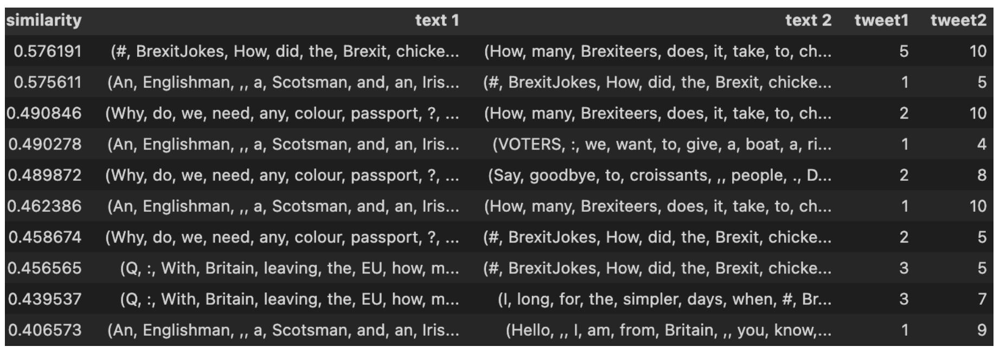 similarity text 1 text 2 tweet1 tweet2
0.576191 (#, BrexitJokes, How, did, the, Brexit, chicke... (How, many, Brexiteers, does, it, take, to, ch... 5 10
0.575611 (An, Englishman, ,, a, Scotsman, and, an, Iris... (#, BrexitJokes, How, did, the, Brexit, chicke... 1 5
0.490846 (Why, do, we, need, any, colour, passport, ?, ... (How, many, Brexiteers, does, it, take, to, ch... 2 10
0.490278 (An, Englishman, ,, a, Scotsman, and, an, Iris... (VOTERS, :, we, want, to, give, a, boat, a, ri... 1 4
0.489872 (Why, do, we, need, any, colour, passport, ?, ... (Say, goodbye, to, croissants, ,, people, ., D... 2 8
0.462386 (An, Englishman, ,, a, Scotsman, and, an, Iris... (How, many, Brexiteers, does, it, take, to, ch... 1 10
0.458674 (Why, do, we, need, any, colour, passport, ?, ... (#, BrexitJokes, How, did, the, Brexit, chicke... 2 5
0.456565 (Q, :, With, Britain, leaving, the, EU, how, m... (#, BrexitJokes, How, did, the, Brexit, chicke... 3 5
0.439537 (Q, :, With, Britain, leaving, the, EU, how, m... (I, long, for, the, simpler, days, when, #, Br... 3 7
0.406573 (An, Englishman, ,, a, Scotsman, and, an, Iris... (Hello, ,, I, am, from, Britain, ,, you, know,... 1 9